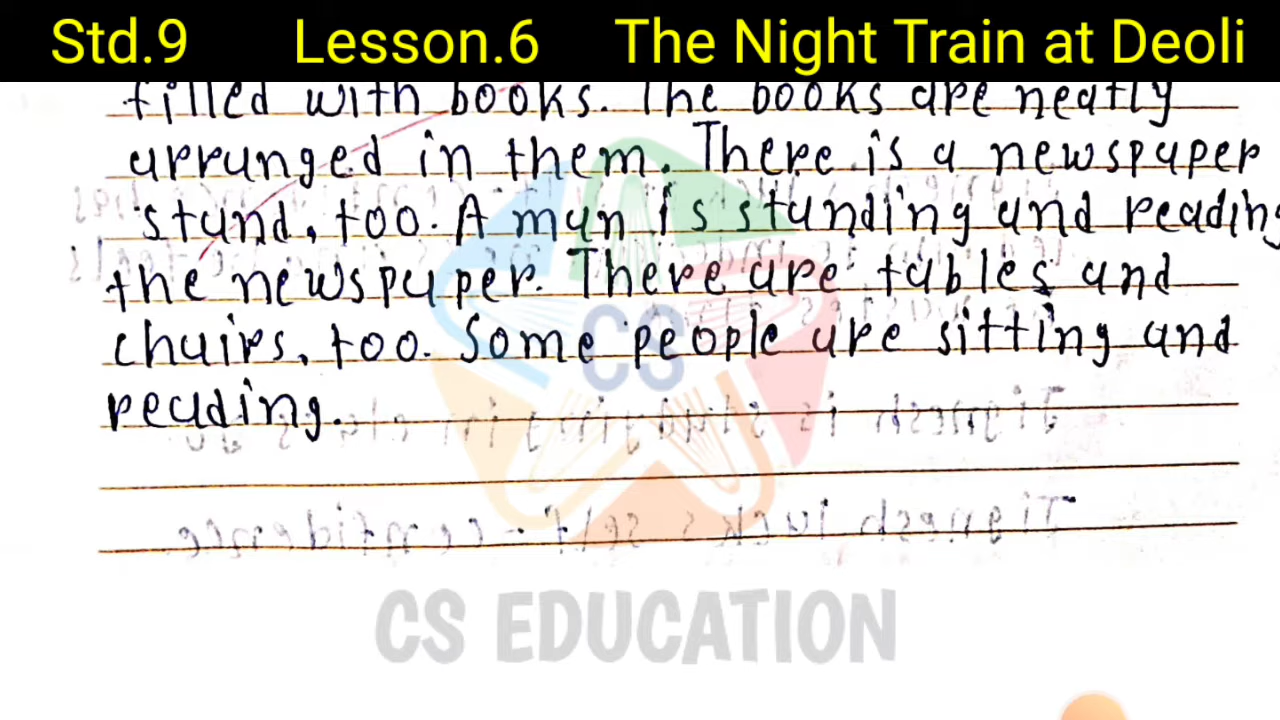 Std.9 Lesson.6 The Night Train at Deoli
filled with books. The books are neatly
arranged in them. There is a newspaper
stand, too. A man is standing and reading
the newspaper. There are tables and
chairs, too. Some people are sitting and
reading.
CS
CS EDUCATION